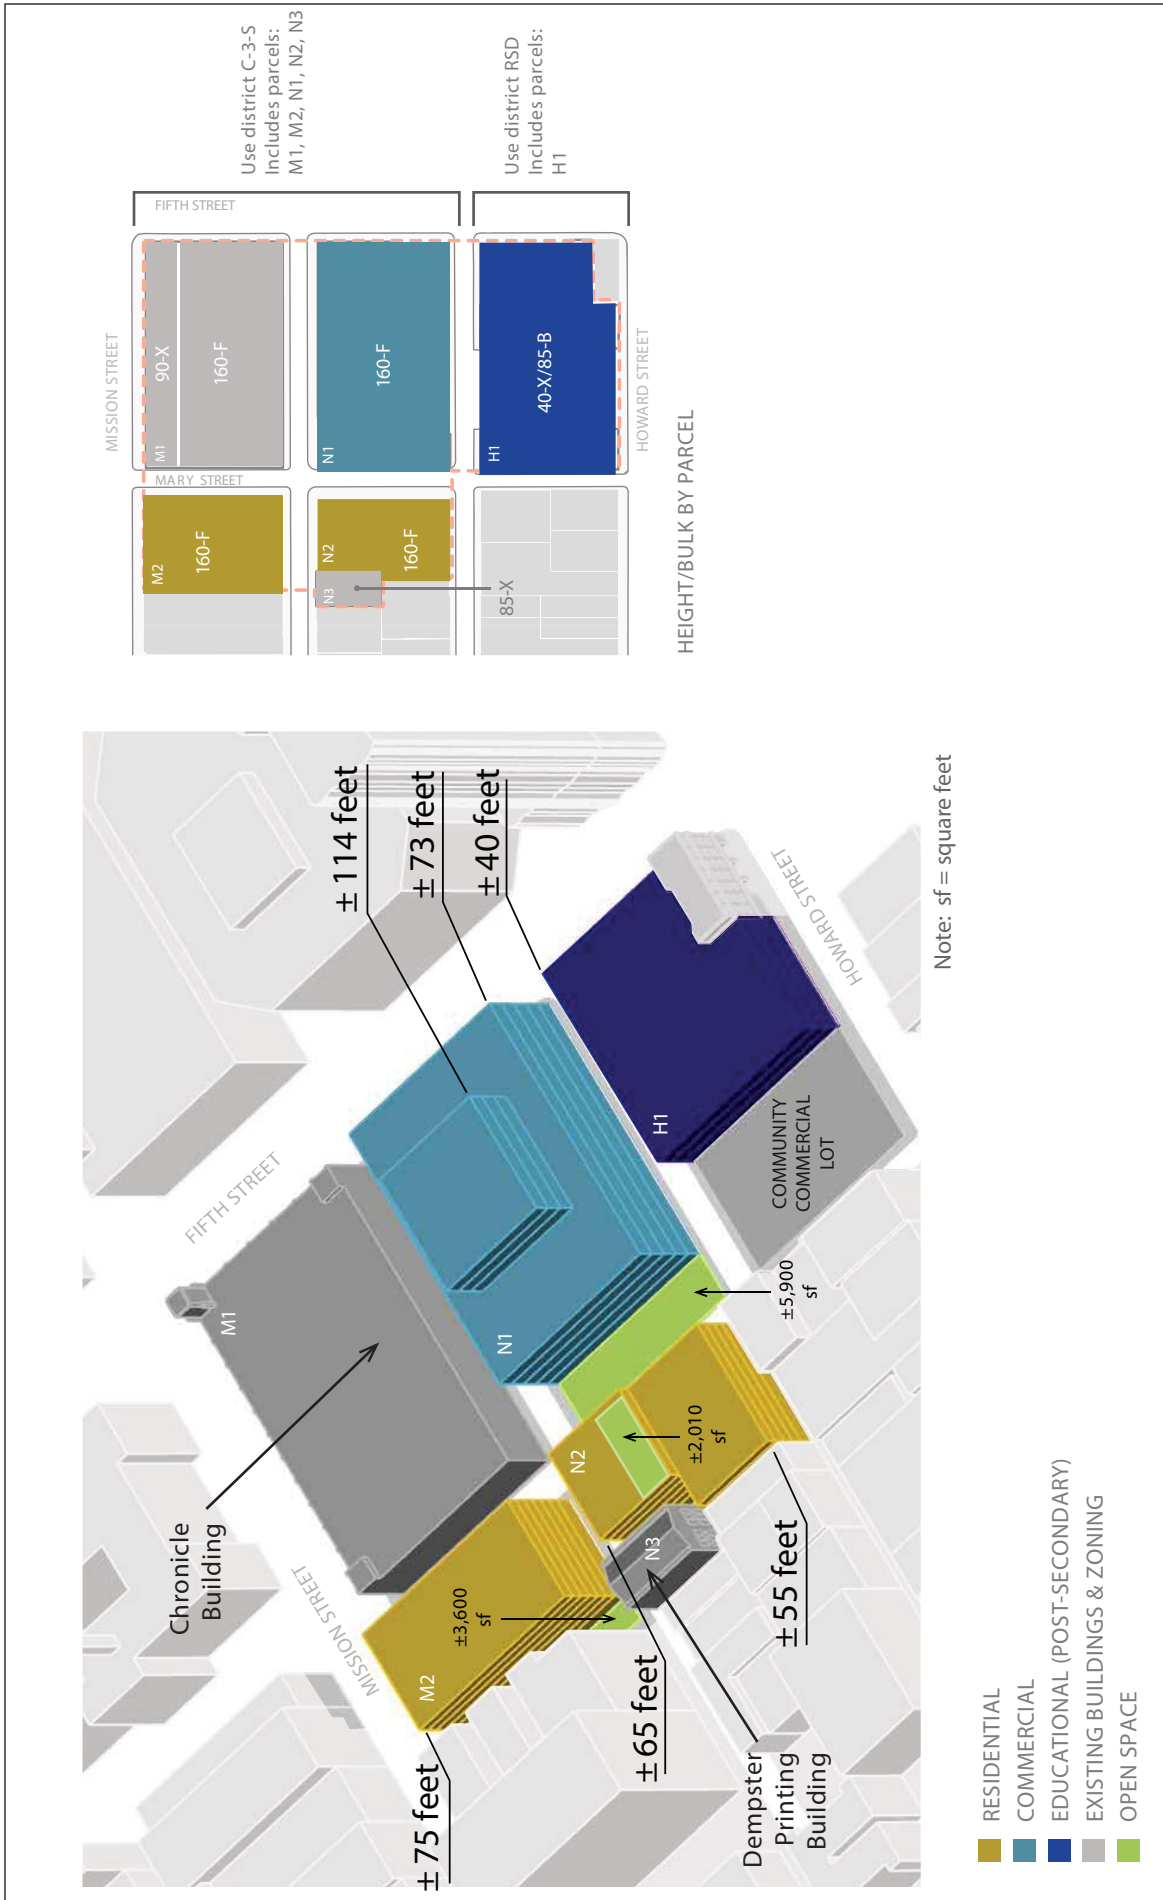 Chronicle
Building
M1
FIFTH STREET
MISSION STREET
M2
±3,600
sf
N1
N2
±2,010
sf
N3
±5,900
sf
H1
COMMUNITY
COMMERCIAL
LOT
HOWARD STREET
±114 feet
±73 feet
±40 feet
±75 feet
±65 feet
±55 feet
Dempster
Printing
Building
Note: sf = square feet
RESIDENTIAL
COMMERCIAL
EDUCATIONAL (POST-SECONDARY)
EXISTING BUILDINGS & ZONING
OPEN SPACE
MISSION STREET
M2
160-F
MARY STREET
M1
90-X
160-F
FIFTH STREET
N3
N2
160-F
85-X
N1
160-F
H1
40-X/85-B
HOWARD STREET
HEIGHT/BULK BY PARCEL
Use district C-3-S
Includes parcels:
M1, M2, N1, N2, N3
Use district RSD
Includes parcels:
H1